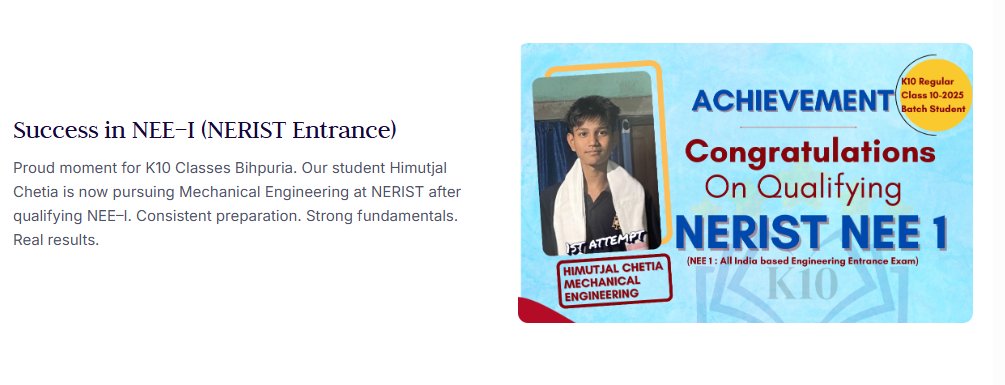 Success in NEE–I (NERIST Entrance)
Proud moment for K10 Classes Bihpuria. Our student Himutjal
Chetia is now pursuing Mechanical Engineering at NERIST after
qualifying NEE–I. Consistent preparation. Strong fundamentals.
Real results.
ACHIEVEMENT
K10 Regular
Class 10-2025
Batch Student
Congratulations
On Qualifying
NERIST NEE 1
(NEE 1 : All India based Engineering Entrance Exam)
1ST ATTEMPT
HIMUTJAL CHETIA
MECHANICAL
ENGINEERING
K10